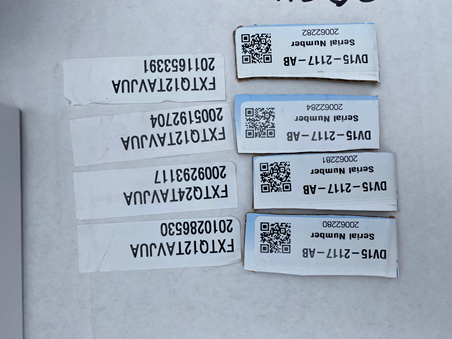 DV15-2117-AB
Serial Number
20062280
DV15-2117-AB
Serial Number
20062281
DV15-2117-AB
Serial Number
20062284
DV15-2117-AB
Serial Number
20062282
FXTQ12TAVJUA
2010286530
FXTQ24TAVJUA
2009293117
FXTQ12TAVJUA
2005192704
FXTQ12TAVJUA
2011653391